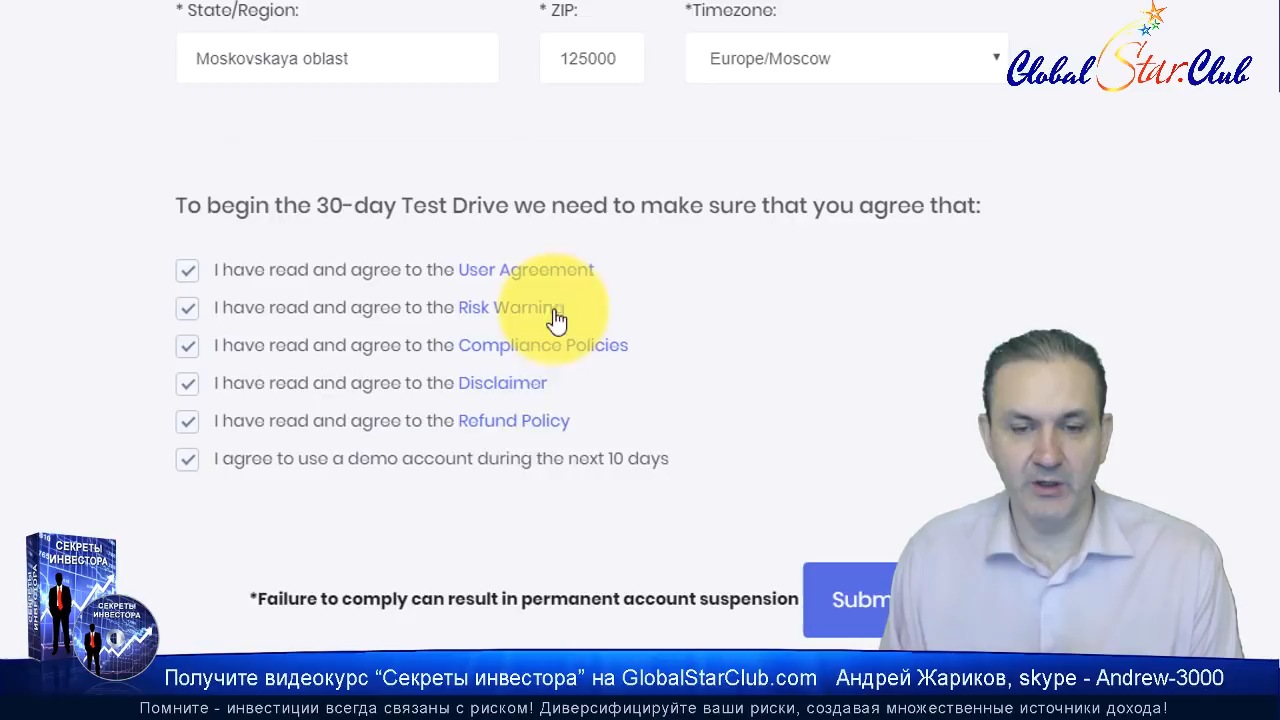 * State/Region:
* ZIP:
*Timezone:
Moskovskaya oblast
125000
Europe/Moscow
Global Star.Club
To begin the 30-day Test Drive we need to make sure that you agree that:
I have read and agree to the User Agreement
I have read and agree to the Risk Warning
I have read and agree to the Compliance Policies
I have read and agree to the Disclaimer
I have read and agree to the Refund Policy
I agree to use a demo account during the next 10 days
*Failure to comply can result in permanent account suspension
Subm
СЕКРЕТЫ
ИНВЕСТОРА
СЕКРЕТЫ
ИНВЕСТОРА
Получите видеокурс “Секреты инвестора” на GlobalStarClub.com Андрей Жариков, skype - Andrew-3000
Помните - инвестиции всегда связаны с риском! Диверсифицируйте ваши риски, создавая множественные источники дохода!